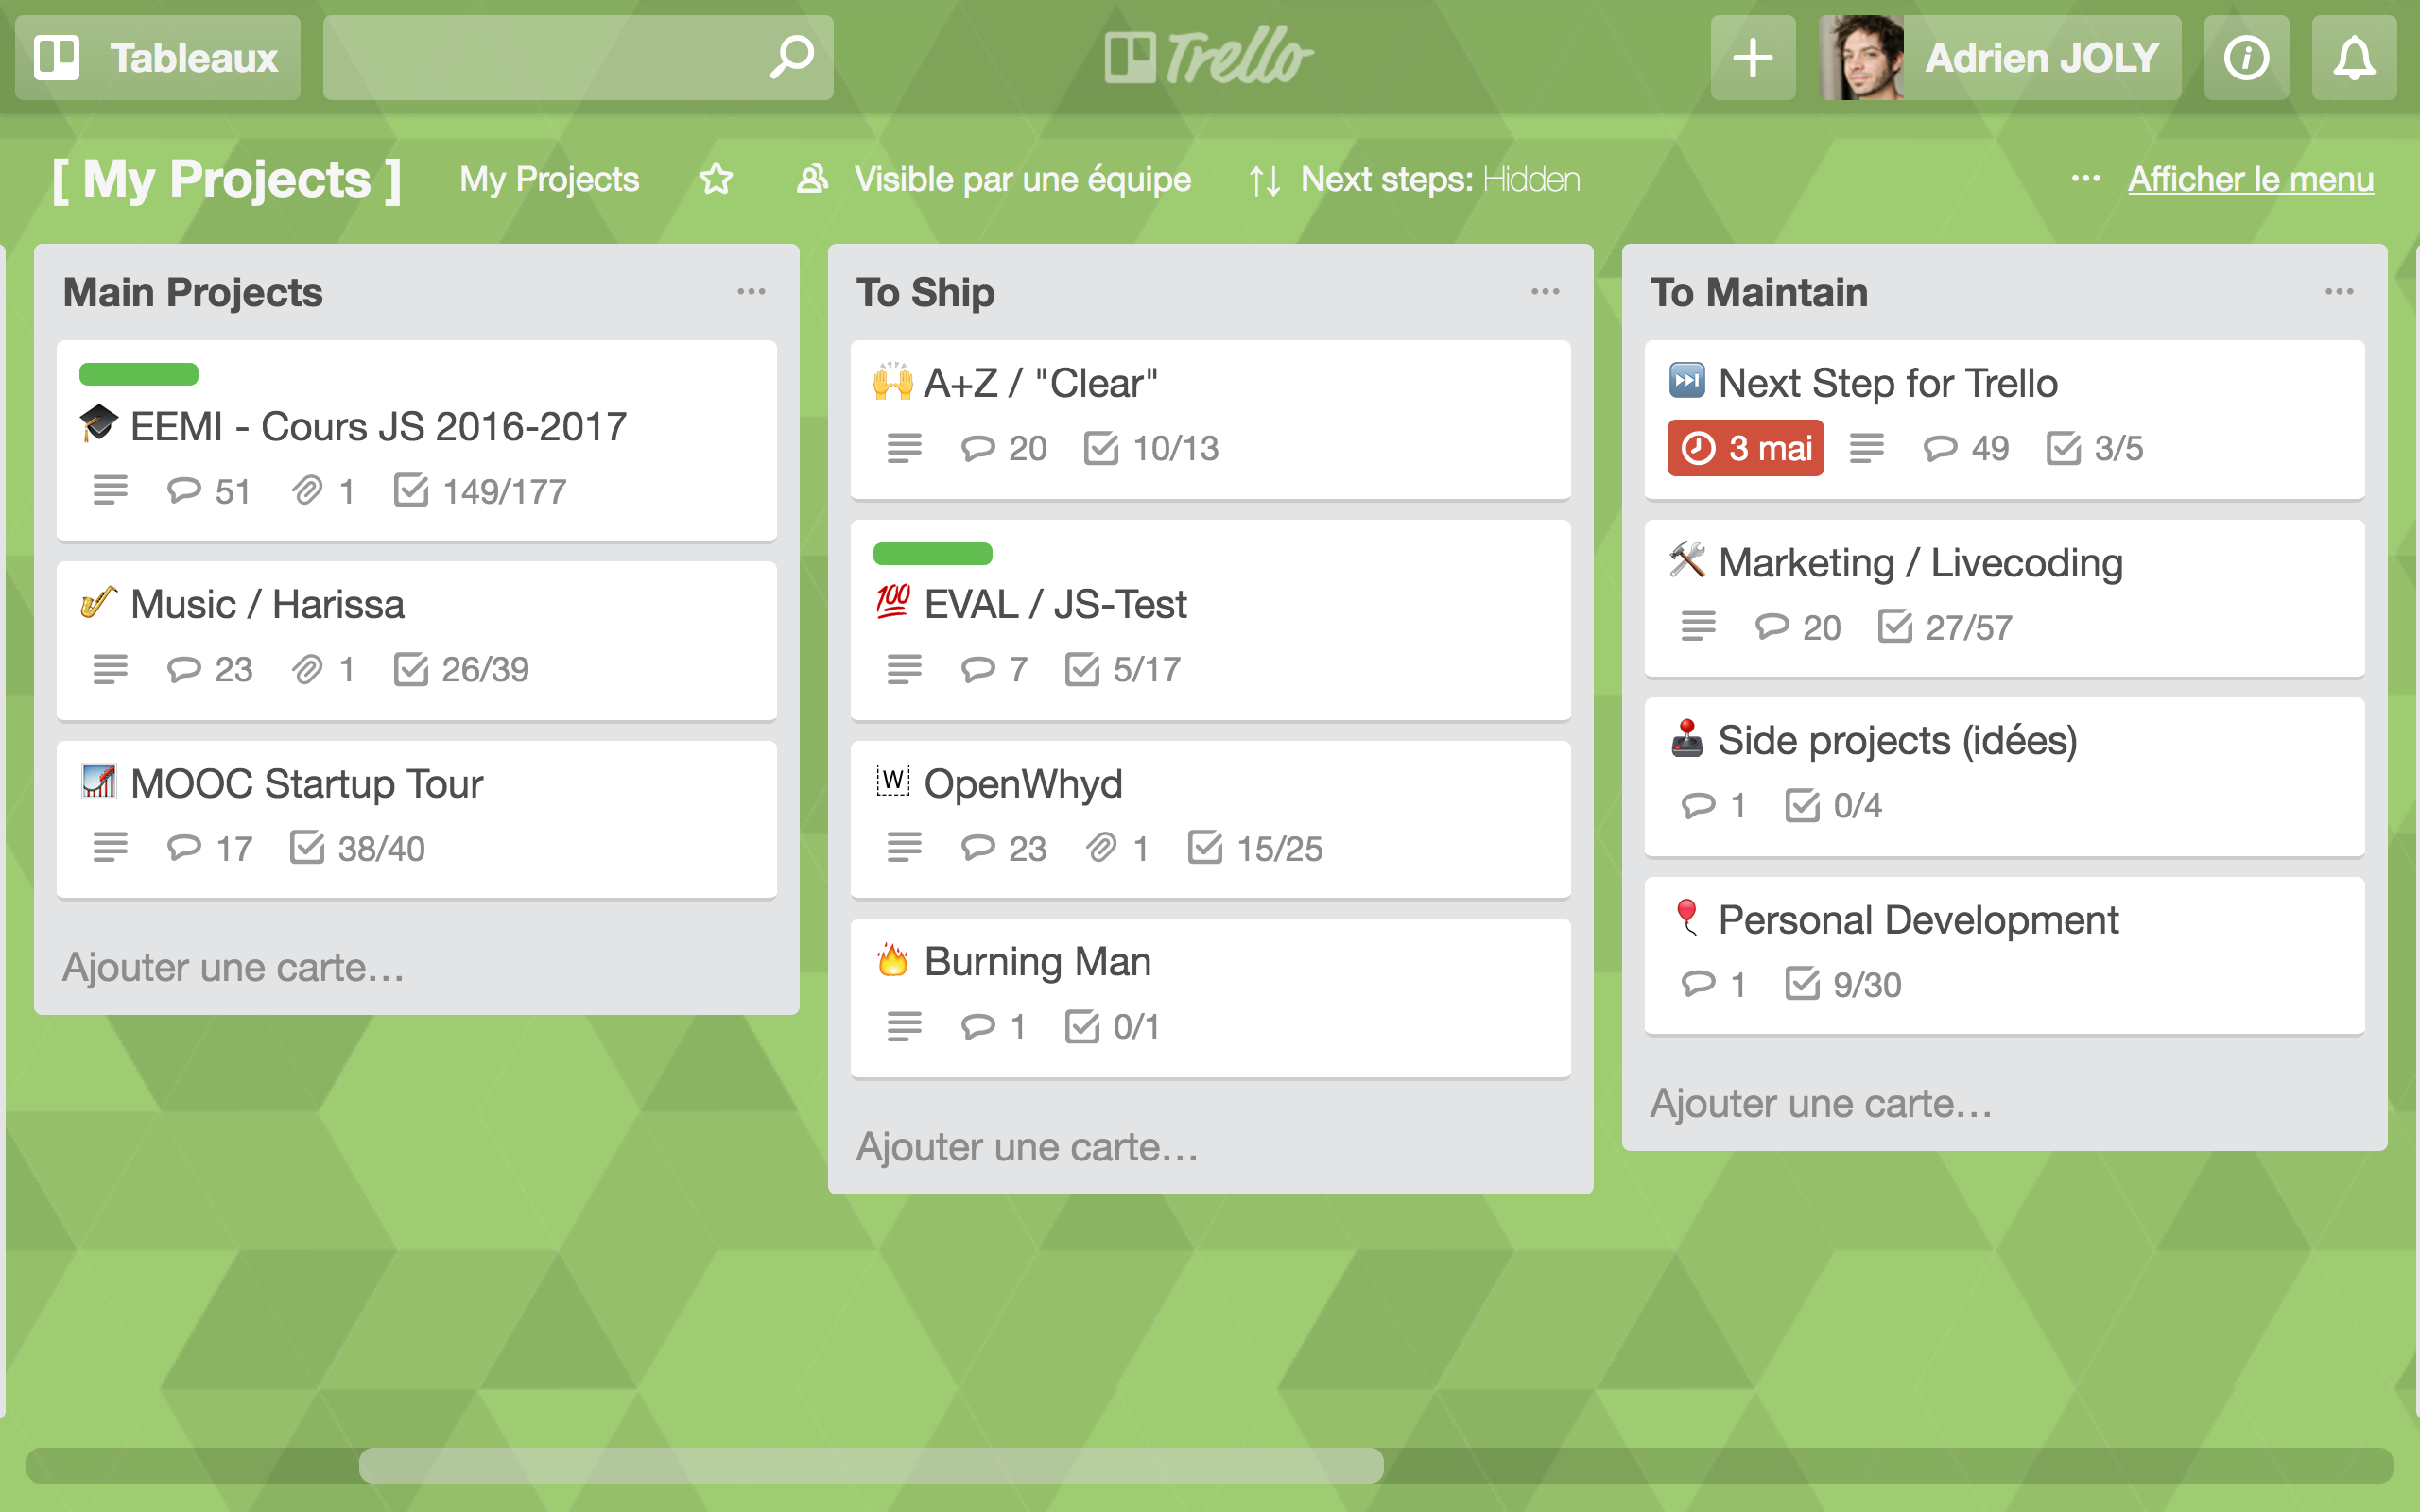 Tableaux
Trello
Adrien JOLY
[ My Projects ]
My Projects
Visible par une équipe
Next steps: Hidden
Afficher le menu
Main Projects
EEMI - Cours JS 2016-2017
51 1 149/177
Music / Harissa
23 1 26/39
MOOC Startup Tour
17 38/40
Ajouter une carte…
To Ship
A+Z / "Clear"
20 10/13
100 EVAL / JS-Test
7 5/17
W OpenWhyd
23 1 15/25
Burning Man
1 0/1
Ajouter une carte…
To Maintain
Next Step for Trello
3 mai 49 3/5
Marketing / Livecoding
20 27/57
Side projects (idées)
1 0/4
Personal Development
1 9/30
Ajouter une carte…